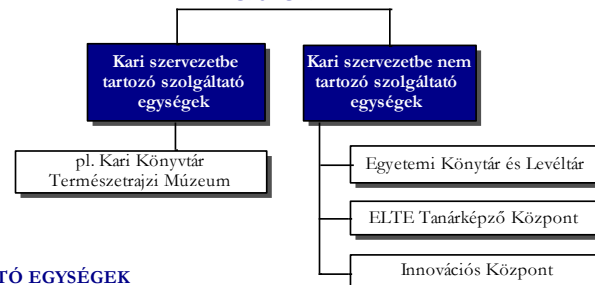 Kari szervezetbe
tartozó szolgáltató
egységek
Kari szervezetbe nem
tartozó szolgáltató
egységek
pl. Kari Könyvtár
Természetrajzi Múzeum
Egyetemi Könytár és Levéltár
ELTE Tanárképző Központ
Innovációs Központ
EGYSÉGEK